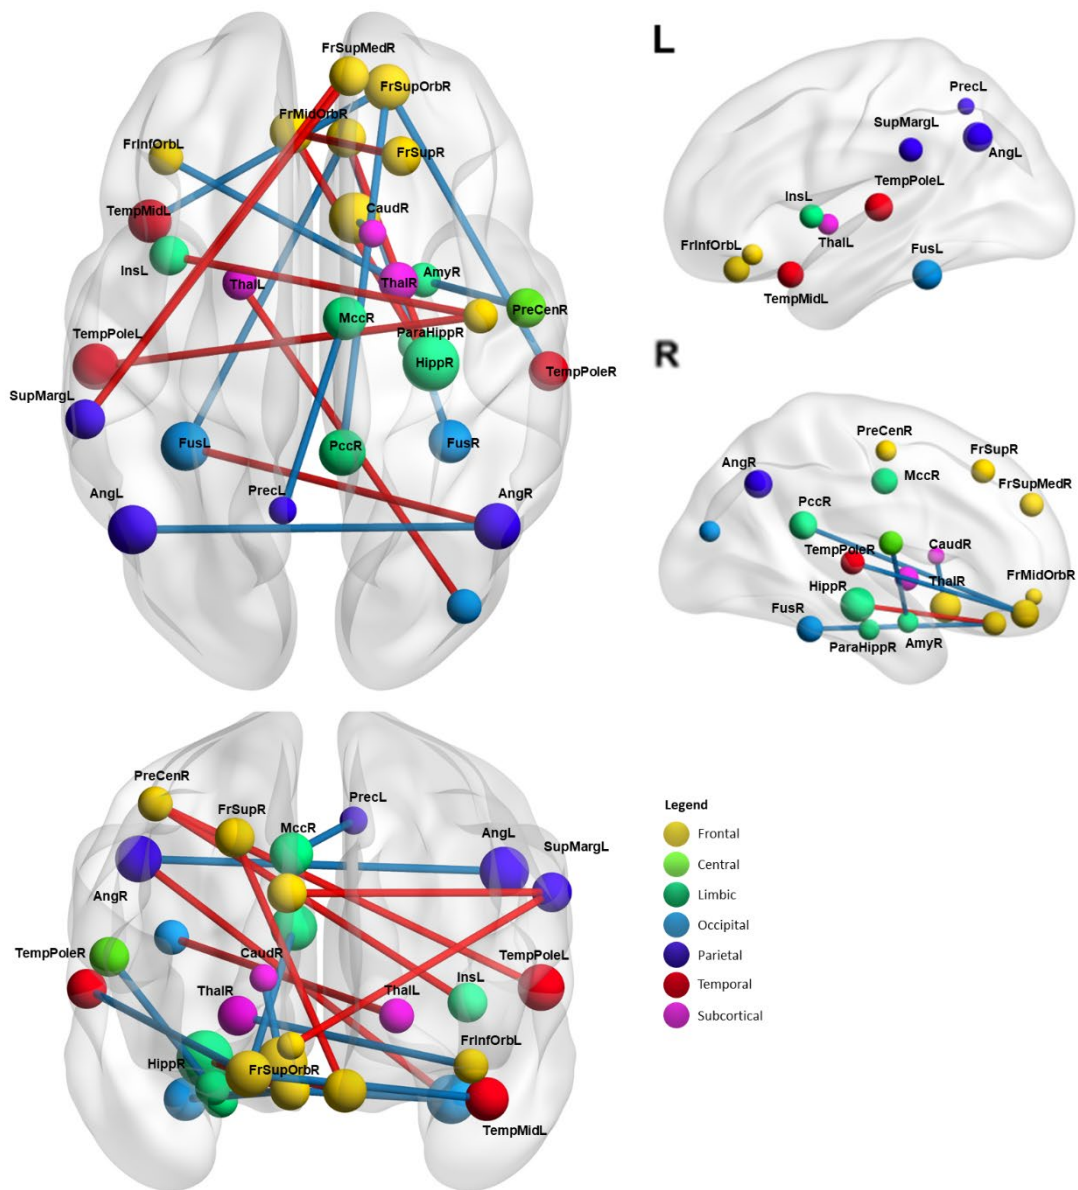 FrSupMedR
FrSupOrbR
FrMidOrbR
FrInfOrbL
FrSupR
TempMidL
CaudR
InsL
ThalL
ThalR
AmyR
MccR
PreCenR
TempPoleL
ParaHippR
HippR
TempPoleR
SupMargL
FusL
PccR
FusR
AngL
PrecL
AngR
L
PrecL
SupMargL
AngL
TempPoleL
InsL
ThalL
FrInfOrbL
FusL
TempMidL
R
PreCenR
FrSupR
AngR
MccR
FrSupMedR
PccR
TempPoleR
CaudR
ThalR
FrMidOrbR
HippR
FusR
ParaHippR
AmyR
PreCenR
PrecL
FrSupR
MccR
AngL
SupMargL
AngR
TempPoleR
CaudR
TempPoleL
ThalR
ThalL
InsL
HippR
FrSupOrbR
FrInfOrbL
TempMidL
Legend
Frontal
Central
Limbic
Occipital
Parietal
Temporal
Subcortical